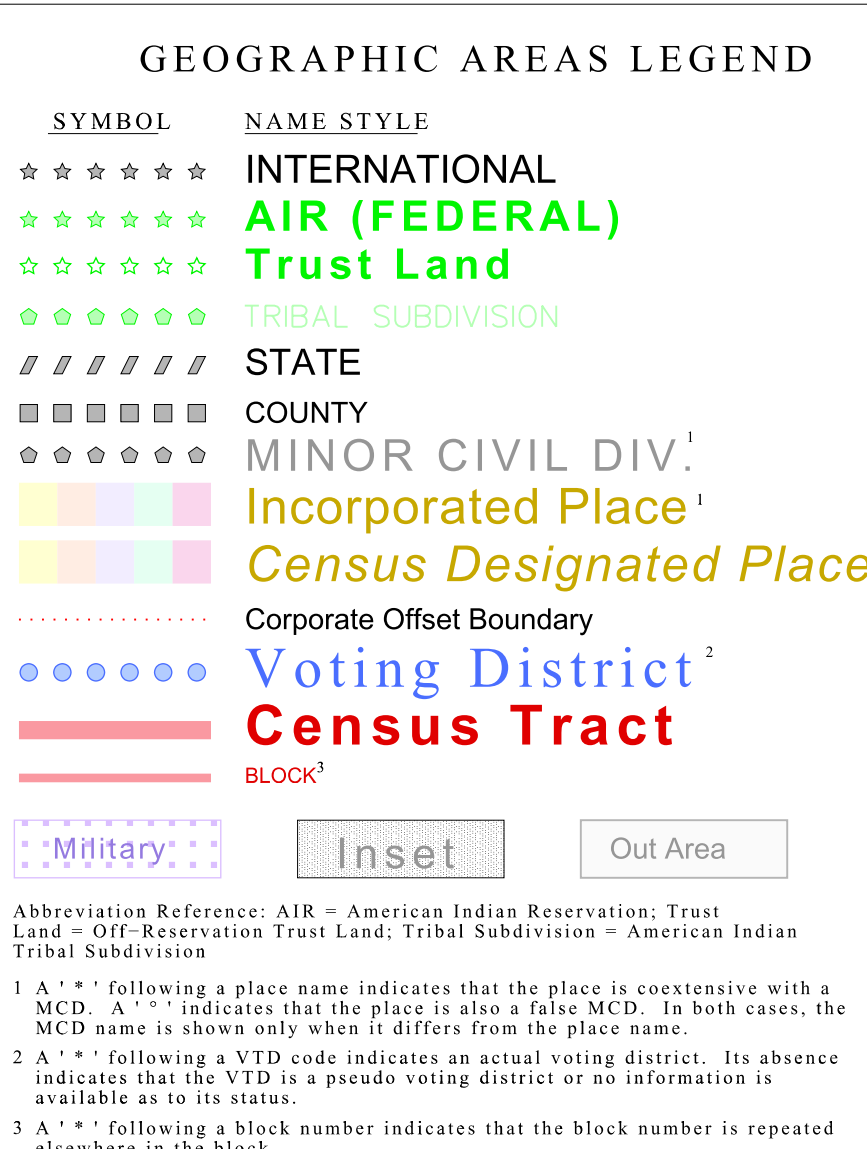 GEOGRAPHIC AREAS LEGEND
SYMBOL NAME STYLE
INTERNATIONAL
AIR (FEDERAL)
Trust Land
TRIBAL SUBDIVISION
STATE
COUNTY
MINOR CIVIL DIV.¹
Incorporated Place ¹
Census Designated Place
Corporate Offset Boundary
Voting District ²
Census Tract
BLOCK³
Military Inset Out Area
Abbreviation Reference: AIR = American Indian Reservation; Trust
Land = Off−Reservation Trust Land; Tribal Subdivision = American Indian
Tribal Subdivision
1 A ' * ' following a place name indicates that the place is coextensive with a
MCD. A ' ° ' indicates that the place is also a false MCD. In both cases, the
MCD name is shown only when it differs from the place name.
2 A ' * ' following a VTD code indicates an actual voting district. Its absence
indicates that the VTD is a pseudo voting district or no information is
available as to its status.
3 A ' * ' following a block number indicates that the block number is repeated
elsewhere in the block.